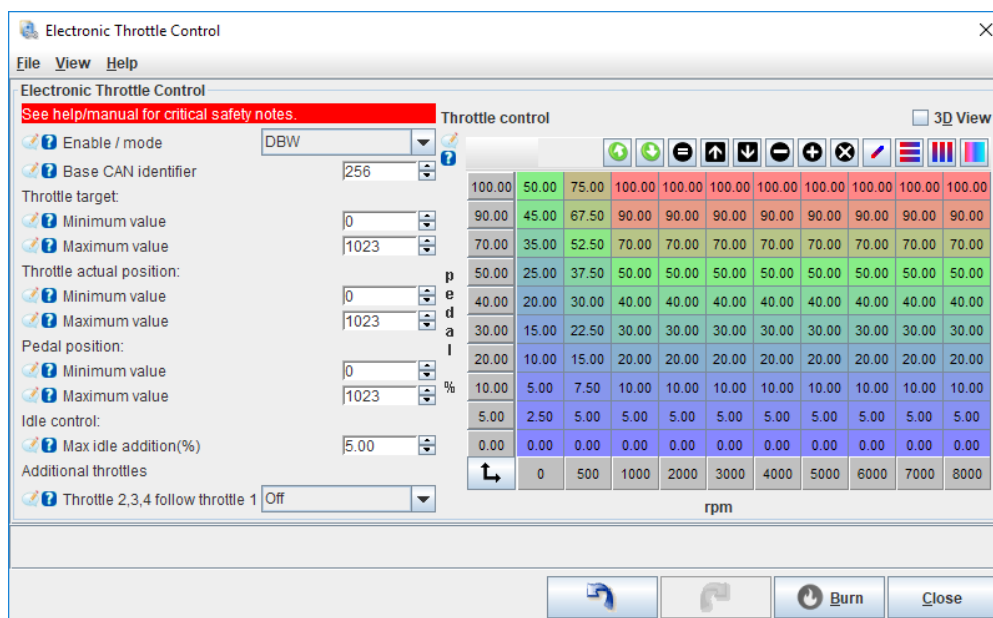 Electronic Throttle Control
File View Help
Electronic Throttle Control
See help/manual for critical safety notes.
Enable / mode DBW
Base CAN identifier 256
Throttle target:
Minimum value 0
Maximum value 1023
Throttle actual position:
Minimum value 0
Maximum value 1023
Pedal position:
Minimum value 0
Maximum value 1023
Idle control:
Max idle addition(%) 5.00
Additional throttles
Throttle 2,3,4 follow throttle 1 Off
Throttle control 3D View
pedal %
100.00 50.00 75.00 100.00 100.00 100.00 100.00 100.00 100.00 100.00 100.00
90.00 45.00 67.50 90.00 90.00 90.00 90.00 90.00 90.00 90.00 90.00
70.00 35.00 52.50 70.00 70.00 70.00 70.00 70.00 70.00 70.00 70.00
50.00 25.00 37.50 50.00 50.00 50.00 50.00 50.00 50.00 50.00 50.00
40.00 20.00 30.00 40.00 40.00 40.00 40.00 40.00 40.00 40.00 40.00
30.00 15.00 22.50 30.00 30.00 30.00 30.00 30.00 30.00 30.00 30.00
20.00 10.00 15.00 20.00 20.00 20.00 20.00 20.00 20.00 20.00 20.00
10.00 5.00 7.50 10.00 10.00 10.00 10.00 10.00 10.00 10.00 10.00
5.00 2.50 5.00 5.00 5.00 5.00 5.00 5.00 5.00 5.00 5.00
0.00 0.00 0.00 0.00 0.00 0.00 0.00 0.00 0.00 0.00 0.00
0 500 1000 2000 3000 4000 5000 6000 7000 8000
rpm
Burn Close